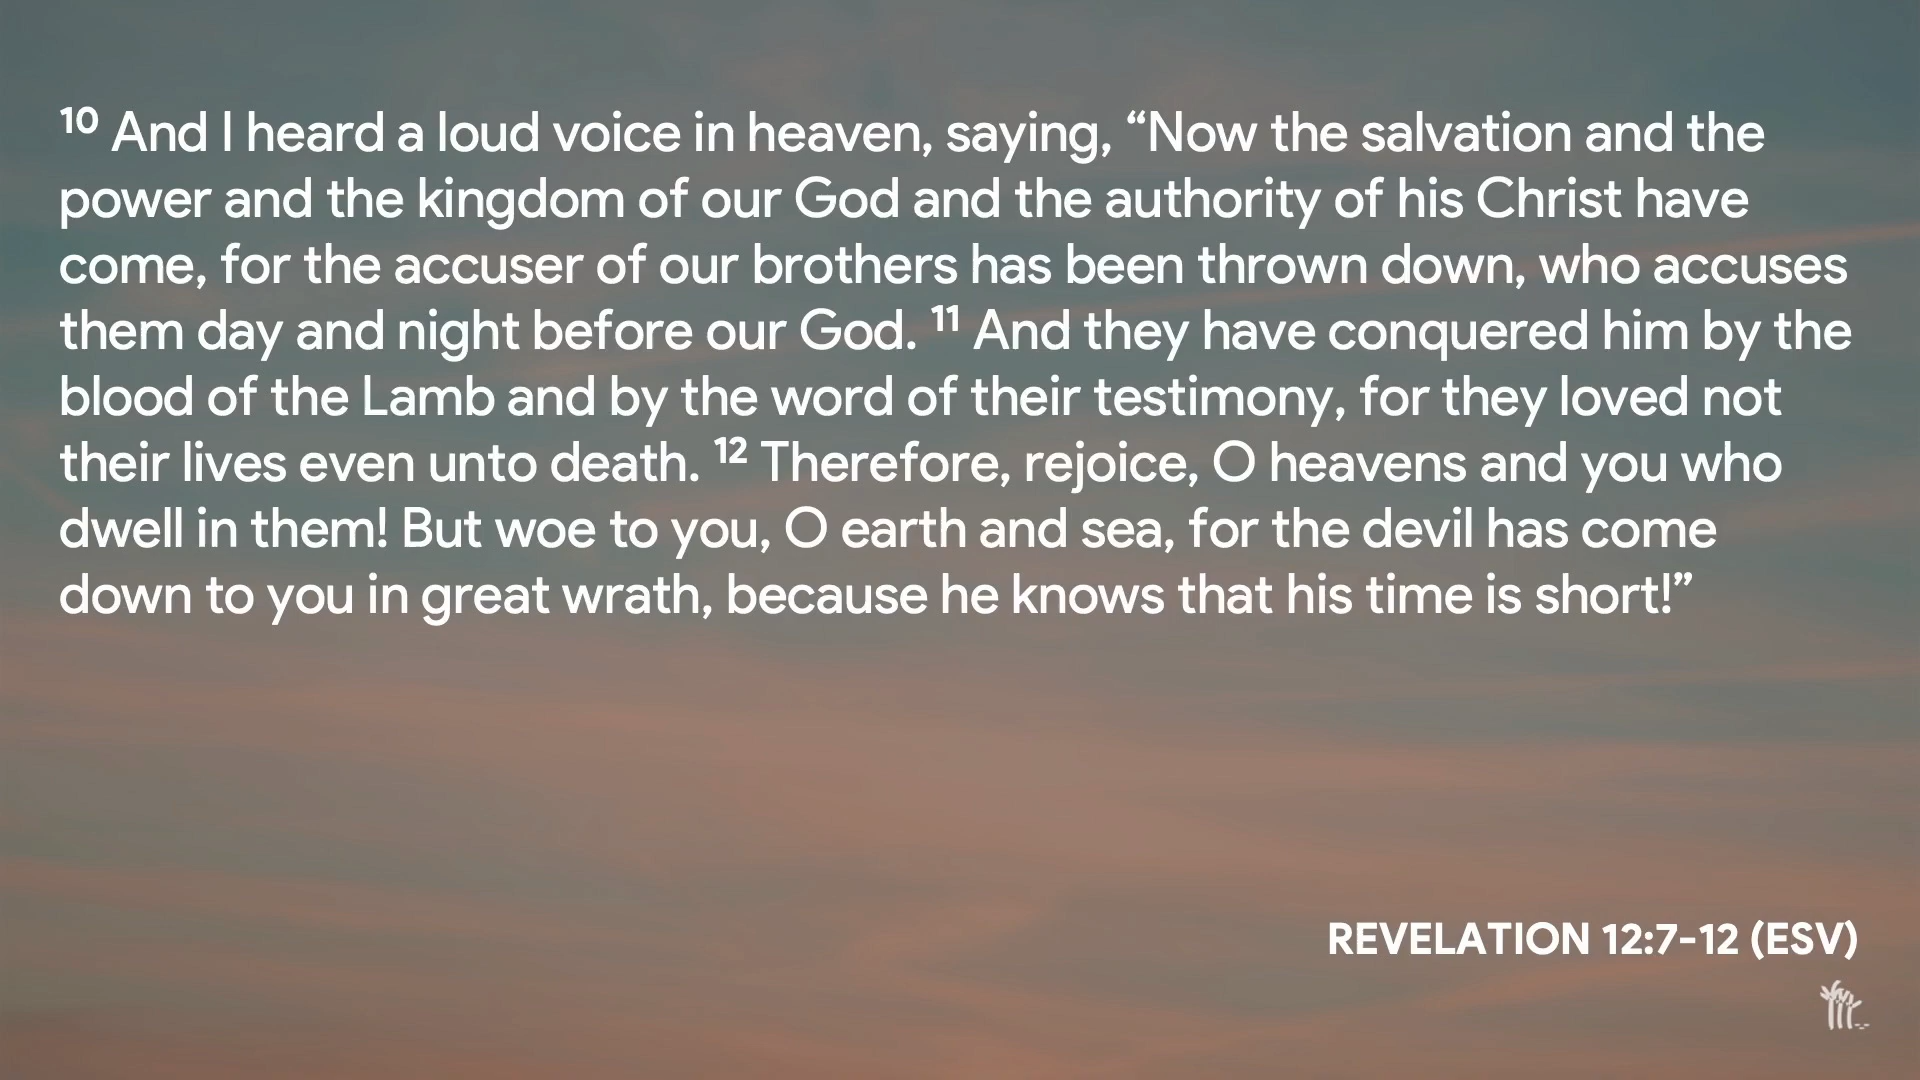 10 And I heard a loud voice in heaven, saying, “Now the salvation and the
power and the kingdom of our God and the authority of his Christ have
come, for the accuser of our brothers has been thrown down, who accuses
them day and night before our God. 11 And they have conquered him by the
blood of the Lamb and by the word of their testimony, for they loved not
their lives even unto death. 12 Therefore, rejoice, O heavens and you who
dwell in them! But woe to you, O earth and sea, for the devil has come
down to you in great wrath, because he knows that his time is short!”
REVELATION 12:7-12 (ESV)